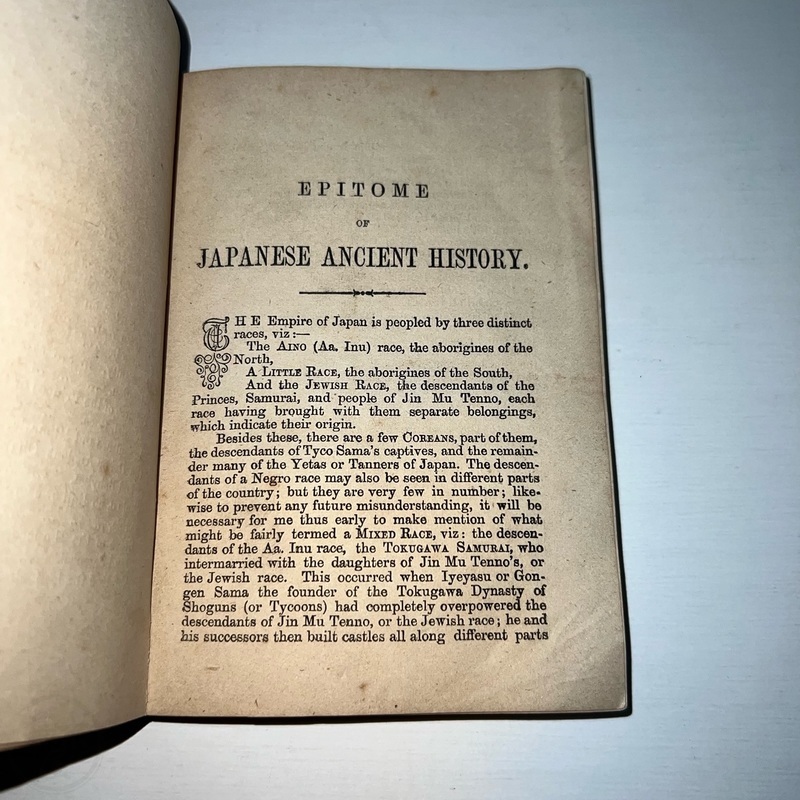 EPITOME
OF
JAPANESE ANCIENT HISTORY.
THE Empire of Japan is peopled by three distinct
races, viz :—
The AINO (Aa. Inu) race, the aborigines of the
North,
A LITTLE RACE, the aborigines of the South,
And the JEWISH RACE, the descendants of the
Princes, Samurai, and people of Jin Mu Tenno, each
race having brought with them separate belongings,
which indicate their origin.
Besides these, there are a few COREANS, part of them,
the descendants of Tyco Sama's captives, and the remain-
der many of the Yetas or Tanners of Japan. The descen-
dants of a Negro race may also be seen in different parts
of the country; but they are very few in number; like-
wise to prevent any future misunderstanding, it will be
necessary for me thus early to make mention of what
might be fairly termed a MIXED RACE, viz: the descen-
dants of the Aa. Inu race, the TOKUGAWA SAMURAI, who
intermarried with the daughters of Jin Mu Tenno's, or
the Jewish race. This occurred when Iyeyasu or Gon-
gen Sama the founder of the Tokugawa Dynasty of
Shoguns (or Tycoons) had completely overpowered the
descendants of Jin Mu Tenno, or the Jewish race; he and
his successors then built castles all along different parts